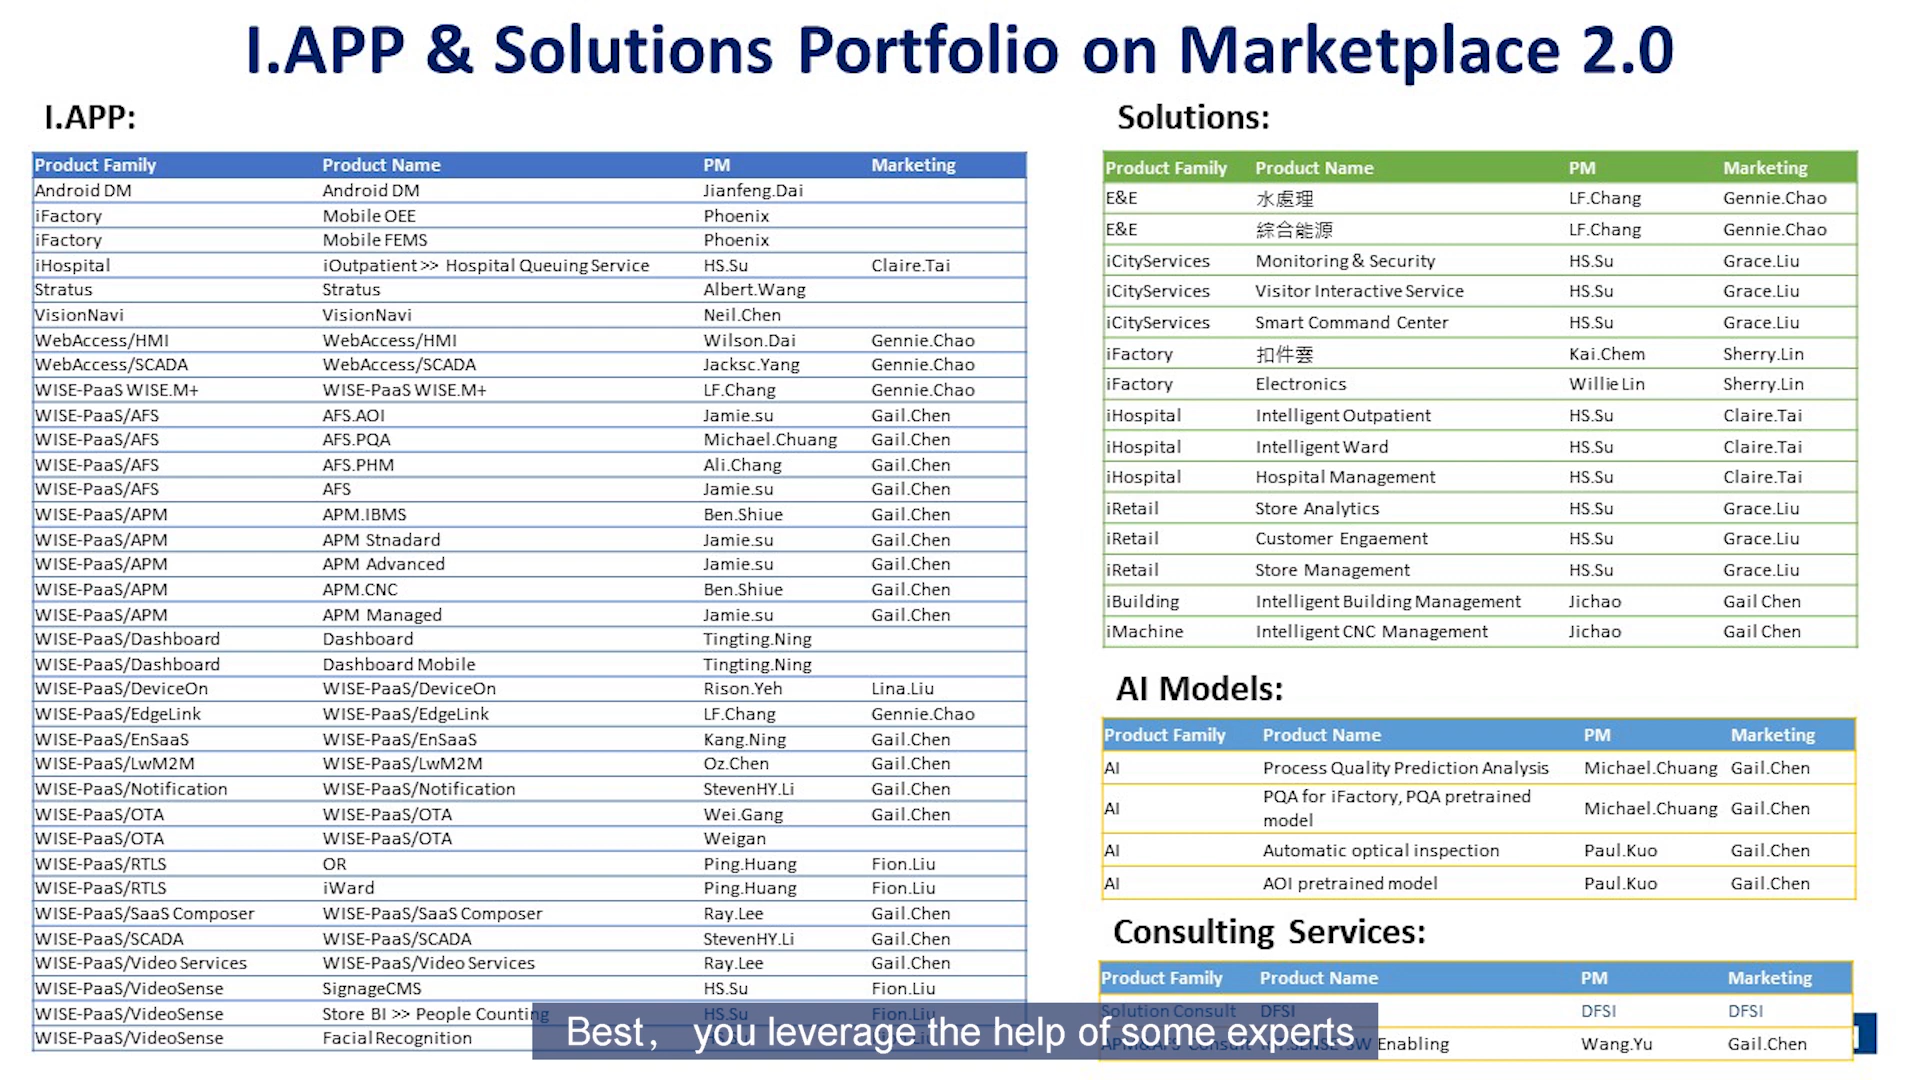 I.APP & Solutions Portfolio on Marketplace 2.0
I.APP:
Product Family Product Name PM Marketing
Android DM Android DM Jianfeng.Dai
iFactory Mobile OEE Phoenix
iFactory Mobile FEMS Phoenix
iHospital iOutpatient >> Hospital Queuing Service HS.Su Claire.Tai
Stratus Stratus Albert.Wang
VisionNavi VisionNavi Neil.Chen
WebAccess/HMI WebAccess/HMI Wilson.Dai Gennie.Chao
WebAccess/SCADA WebAccess/SCADA Jacksc.Yang Gennie.Chao
WISE-PaaS WISE.M+ WISE-PaaS WISE.M+ LF.Chang Gennie.Chao
WISE-PaaS/AFS AFS.AOI Jamie.su Gail.Chen
WISE-PaaS/AFS AFS.PQA Michael.Chuang Gail.Chen
WISE-PaaS/AFS AFS.PHM Ali.Chang Gail.Chen
WISE-PaaS/AFS AFS Jamie.su Gail.Chen
WISE-PaaS/APM APM.IBMS Ben.Shiue Gail.Chen
WISE-PaaS/APM APM Stnadard Jamie.su Gail.Chen
WISE-PaaS/APM APM Advanced Jamie.su Gail.Chen
WISE-PaaS/APM APM.CNC Ben.Shiue Gail.Chen
WISE-PaaS/APM APM Managed Jamie.su Gail.Chen
WISE-PaaS/Dashboard Dashboard Tingting.Ning
WISE-PaaS/Dashboard Dashboard Mobile Tingting.Ning
WISE-PaaS/DeviceOn WISE-PaaS/DeviceOn Rison.Yeh Lina.Liu
WISE-PaaS/EdgeLink WISE-PaaS/EdgeLink LF.Chang Gennie.Chao
WISE-PaaS/EnSaaS WISE-PaaS/EnSaaS Kang.Ning Gail.Chen
WISE-PaaS/LwM2M WISE-PaaS/LwM2M Oz.Chen Gail.Chen
WISE-PaaS/Notification WISE-PaaS/Notification StevenHY.Li Gail.Chen
WISE-PaaS/OTA WISE-PaaS/OTA Wei.Gang Gail.Chen
WISE-PaaS/OTA WISE-PaaS/OTA Weigan
WISE-PaaS/RTLS OR Ping.Huang Fion.Liu
WISE-PaaS/RTLS iWard Ping.Huang Fion.Liu
WISE-PaaS/SaaS Composer WISE-PaaS/SaaS Composer Ray.Lee Gail.Chen
WISE-PaaS/SCADA WISE-PaaS/SCADA StevenHY.Li Gail.Chen
WISE-PaaS/Video Services WISE-PaaS/Video Services Ray.Lee Gail.Chen
WISE-PaaS/VideoSense SignageCMS HS.Su Fion.Liu
WISE-PaaS/VideoSense Store BI >> People Counting HS.Su Fion.Liu
WISE-PaaS/VideoSense Facial Recognition
Solutions:
Product Family Product Name PM Marketing
E&E 水處理 LF.Chang Gennie.Chao
E&E 綜合能源 LF.Chang Gennie.Chao
iCityServices Monitoring & Security HS.Su Grace.Liu
iCityServices Visitor Interactive Service HS.Su Grace.Liu
iCityServices Smart Command Center HS.Su Grace.Liu
iFactory 扣件雲 Kai.Chem Sherry.Lin
iFactory Electronics Willie Lin Sherry.Lin
iHospital Intelligent Outpatient HS.Su Claire.Tai
iHospital Intelligent Ward HS.Su Claire.Tai
iHospital Hospital Management HS.Su Claire.Tai
iRetail Store Analytics HS.Su Grace.Liu
iRetail Customer Engaement HS.Su Grace.Liu
iRetail Store Management HS.Su Grace.Liu
iBuilding Intelligent Building Management Jichao Gail Chen
iMachine Intelligent CNC Management Jichao Gail Chen
AI Models:
Product Family Product Name PM Marketing
AI Process Quality Prediction Analysis Michael.Chuang Gail.Chen
AI PQA for iFactory, PQA pretrained model Michael.Chuang Gail.Chen
AI Automatic optical inspection Paul.Kuo Gail.Chen
AI AOI pretrained model Paul.Kuo Gail.Chen
Consulting Services:
Product Family Product Name PM Marketing
Solution Consult DFSI DFSI DFSI
Enabling Wang.Yu Gail.Chen
Best， you leverage the help of some experts